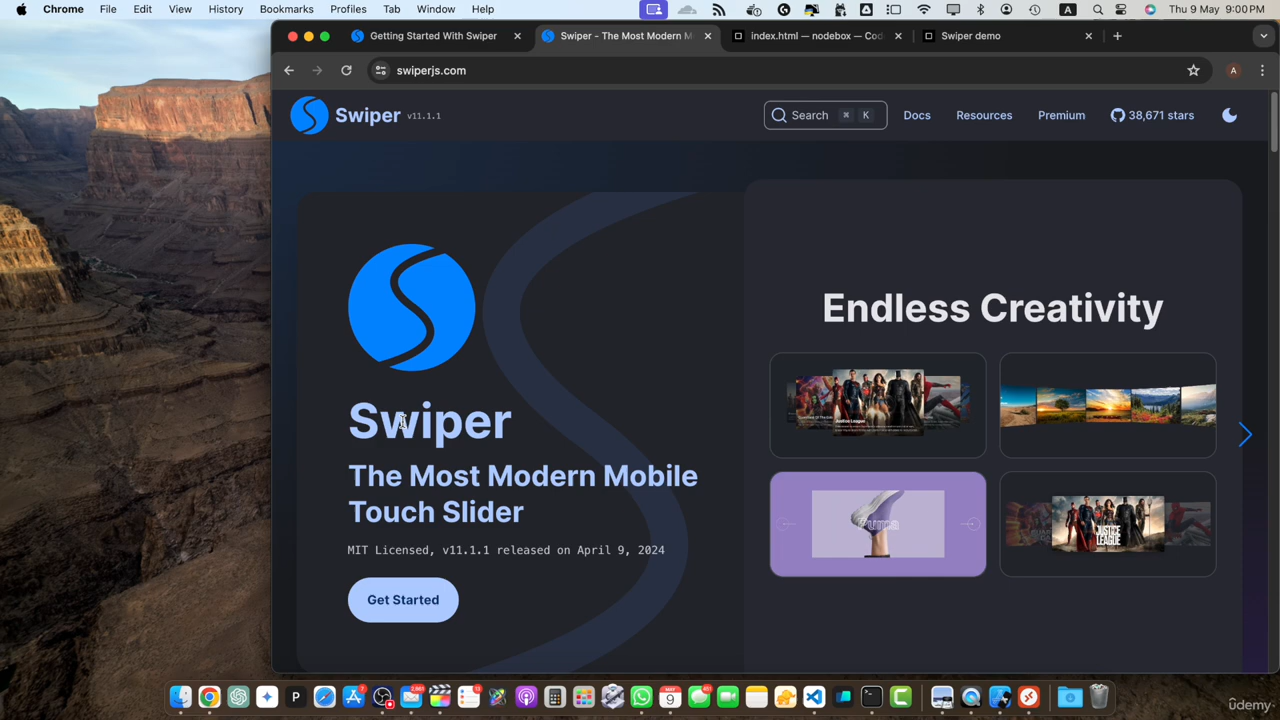 Chrome File Edit View History Bookmarks Profiles Tab Window Help A Thu 9 May 9:00 PM
Getting Started With Swiper Swiper - The Most Modern M index.html — nodebox — Cod Swiper demo
swiperjs.com A
Swiper v11.1.1 Search ⌘ K Docs Resources Premium 38,671 stars
Endless Creativity
Swiper
The Most Modern Mobile
Touch Slider
MIT Licensed, v11.1.1 released on April 9, 2024
Get Started
JUSTICE
LEAGUE
ûdemy